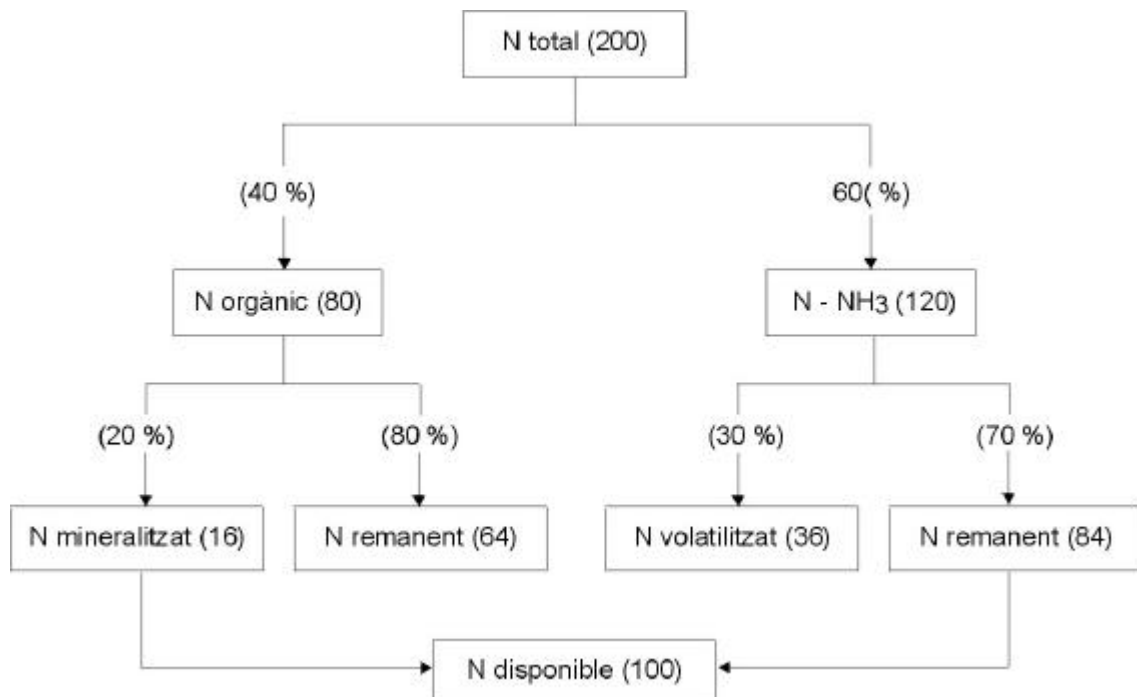 N total (200)
(40 %)
60( %)
N orgànic (80)
N - NH3 (120)
(20 %)
(80 %)
(30 %)
(70 %)
N mineralitzat (16)
N remanent (64)
N volatilitzat (36)
N remanent (84)
N disponible (100)